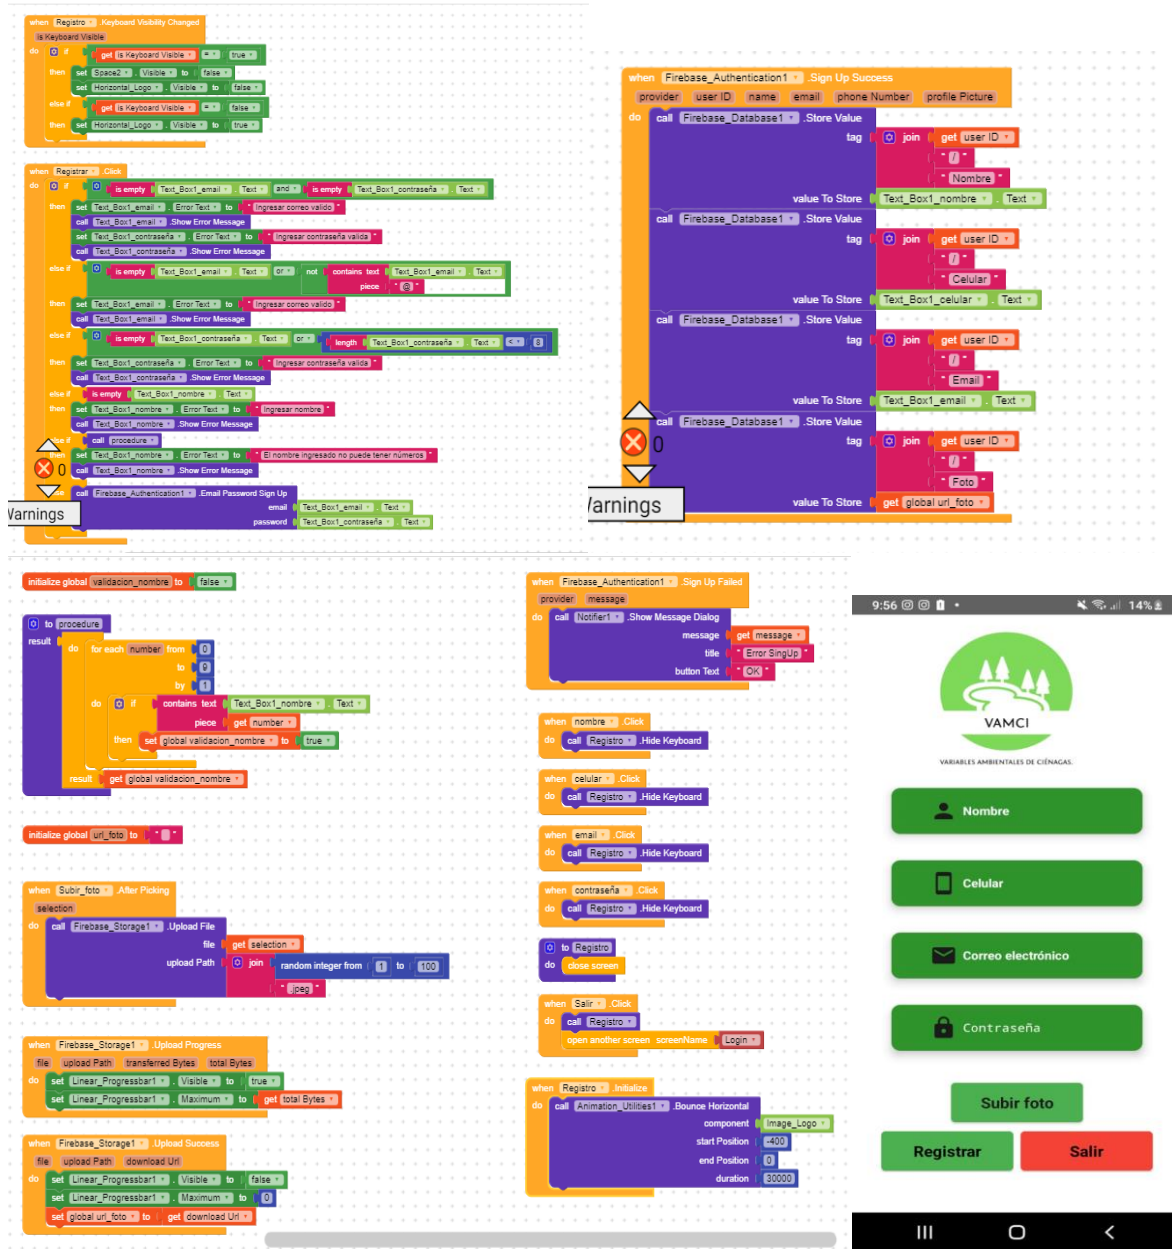 when Registro .Keyboard Visibility Changed
is Keyboard Visible
do if get is Keyboard Visible = true
then set Space2 . Visible to false
set Horizontal_Logo . Visible to false
else if get is Keyboard Visible = false
then set Horizontal_Logo . Visible to true
when Registrar .Click
do if is empty Text_Box1_email . Text and is empty Text_Box1_contraseña . Text
then set Text_Box1_email . Error Text to " Ingresar correo valido "
call Text_Box1_email .Show Error Message
set Text_Box1_contraseña . Error Text to " Ingresar contraseña valida "
call Text_Box1_contraseña .Show Error Message
else if is empty Text_Box1_email . Text or not contains text Text_Box1_email . Text
piece " @ "
then set Text_Box1_email . Error Text to " Ingresar correo valido "
call Text_Box1_email .Show Error Message
else if is empty Text_Box1_contraseña . Text or length Text_Box1_contraseña . Text < 8
then set Text_Box1_contraseña . Error Text to " Ingresar contraseña valida "
call Text_Box1_contraseña .Show Error Message
else if is empty Text_Box1_nombre . Text
then set Text_Box1_nombre . Error Text to " Ingresar nombre "
call Text_Box1_nombre .Show Error Message
se if call procedure
then set Text_Box1_nombre . Error Text to " El nombre ingresado no puede tener números "
0 call Text_Box1_nombre .Show Error Message
se call Firebase_Authentication1 .Email Password Sign Up
email Text_Box1_email . Text
password Text_Box1_contraseña . Text
Warnings
when Firebase_Authentication1 .Sign Up Success
provider user ID name email phone Number profile Picture
do call Firebase_Database1 .Store Value
tag join get user ID
" / "
" Nombre "
value To Store Text_Box1_nombre . Text
call Firebase_Database1 .Store Value
tag join get user ID
" / "
" Celular "
value To Store Text_Box1_celular . Text
call Firebase_Database1 .Store Value
tag join get user ID
" / "
" Email "
value To Store Text_Box1_email . Text
call Firebase_Database1 .Store Value
0 tag join get user ID
" / "
" Foto "
value To Store get global url_foto
Warnings
initialize global validacion_nombre to false
to procedure
result do for each number from 0
to 9
by 1
do if contains text Text_Box1_nombre . Text
piece get number
then set global validacion_nombre to true
result get global validacion_nombre
initialize global url_foto to " "
when Subir_foto .After Picking
selection
do call Firebase_Storage1 .Upload File
file get selection
upload Path join random integer from 1 to 100
" .jpeg "
when Firebase_Storage1 .Upload Progress
file upload Path transferred Bytes total Bytes
do set Linear_Progressbar1 . Visible to true
set Linear_Progressbar1 . Maximum to get total Bytes
when Firebase_Storage1 .Upload Success
file upload Path download Url
do set Linear_Progressbar1 . Visible to false
set Linear_Progressbar1 . Maximum to 0
set global url_foto to get download Url
when Firebase_Authentication1 .Sign Up Failed
provider message
do call Notifier1 .Show Message Dialog
message get message
title " Error SingUp "
button Text " OK "
when nombre .Click
do call Registro .Hide Keyboard
when celular .Click
do call Registro .Hide Keyboard
when email .Click
do call Registro .Hide Keyboard
when contraseña .Click
do call Registro .Hide Keyboard
to Registro
do close screen
when Salir .Click
do call Registro
open another screen screenName Login
when Registro .Initialize
do call Animation_Utilities1 .Bounce Horizontal
component Image_Logo
start Position -400
end Position 0
duration 30000
9:56 14%
VAMCI
VARIABLES AMBIENTALES DE CIÉNAGAS.
Nombre
Celular
Correo electrónico
Contraseña
Subir foto
Registrar Salir